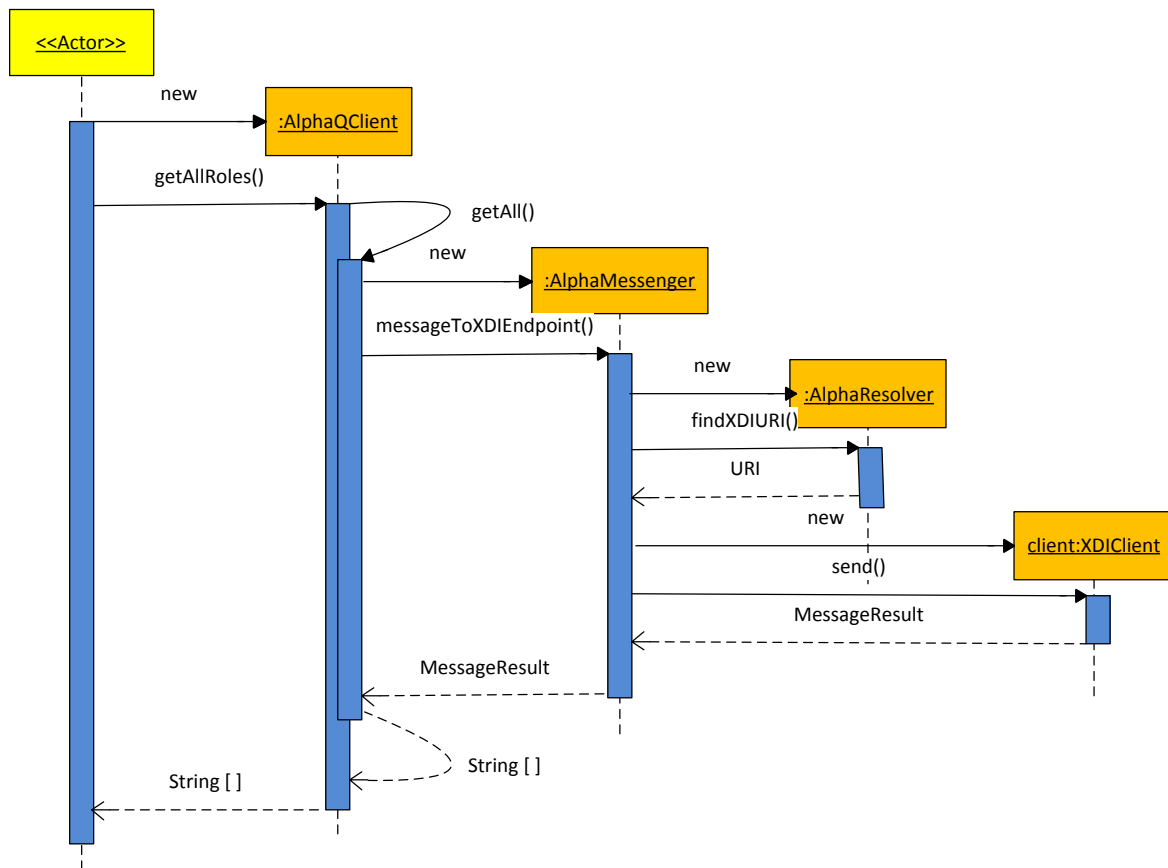 <<Actor>>
new
:AlphaQClient
getAllRoles()
getAll()
new
:AlphaMessenger
messageToXDIEndpoint()
new
:AlphaResolver
findXDIURI()
URI
new
client:XDIClient
send()
MessageResult
MessageResult
String [ ]
String [ ]